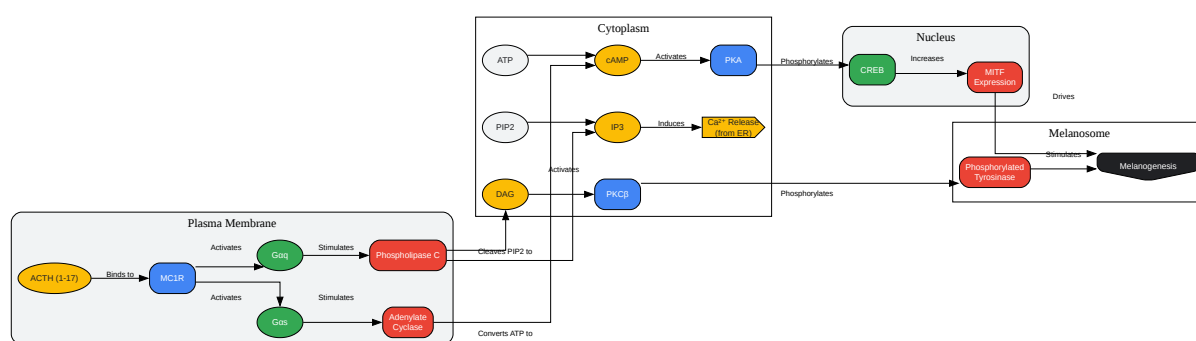 Cytoplasm
ATP
cAMP
Activates
PKA
Phosphorylates
Nucleus
CREB
Increases
MITF
Expression
Drives
PIP2
IP3
Induces
Ca²⁺ Release
(from ER)
Melanosome
Stimulates
Melanogenesis
Phosphorylated
Tyrosinase
Activates
DAG
PKCβ
Phosphorylates
Plasma Membrane
Activates
Gαq
Stimulates
Phospholipase C
Cleaves PIP2 to
ACTH (1-17)
Binds to
MC1R
Activates
Gαs
Stimulates
Adenylate
Cyclase
Converts ATP to